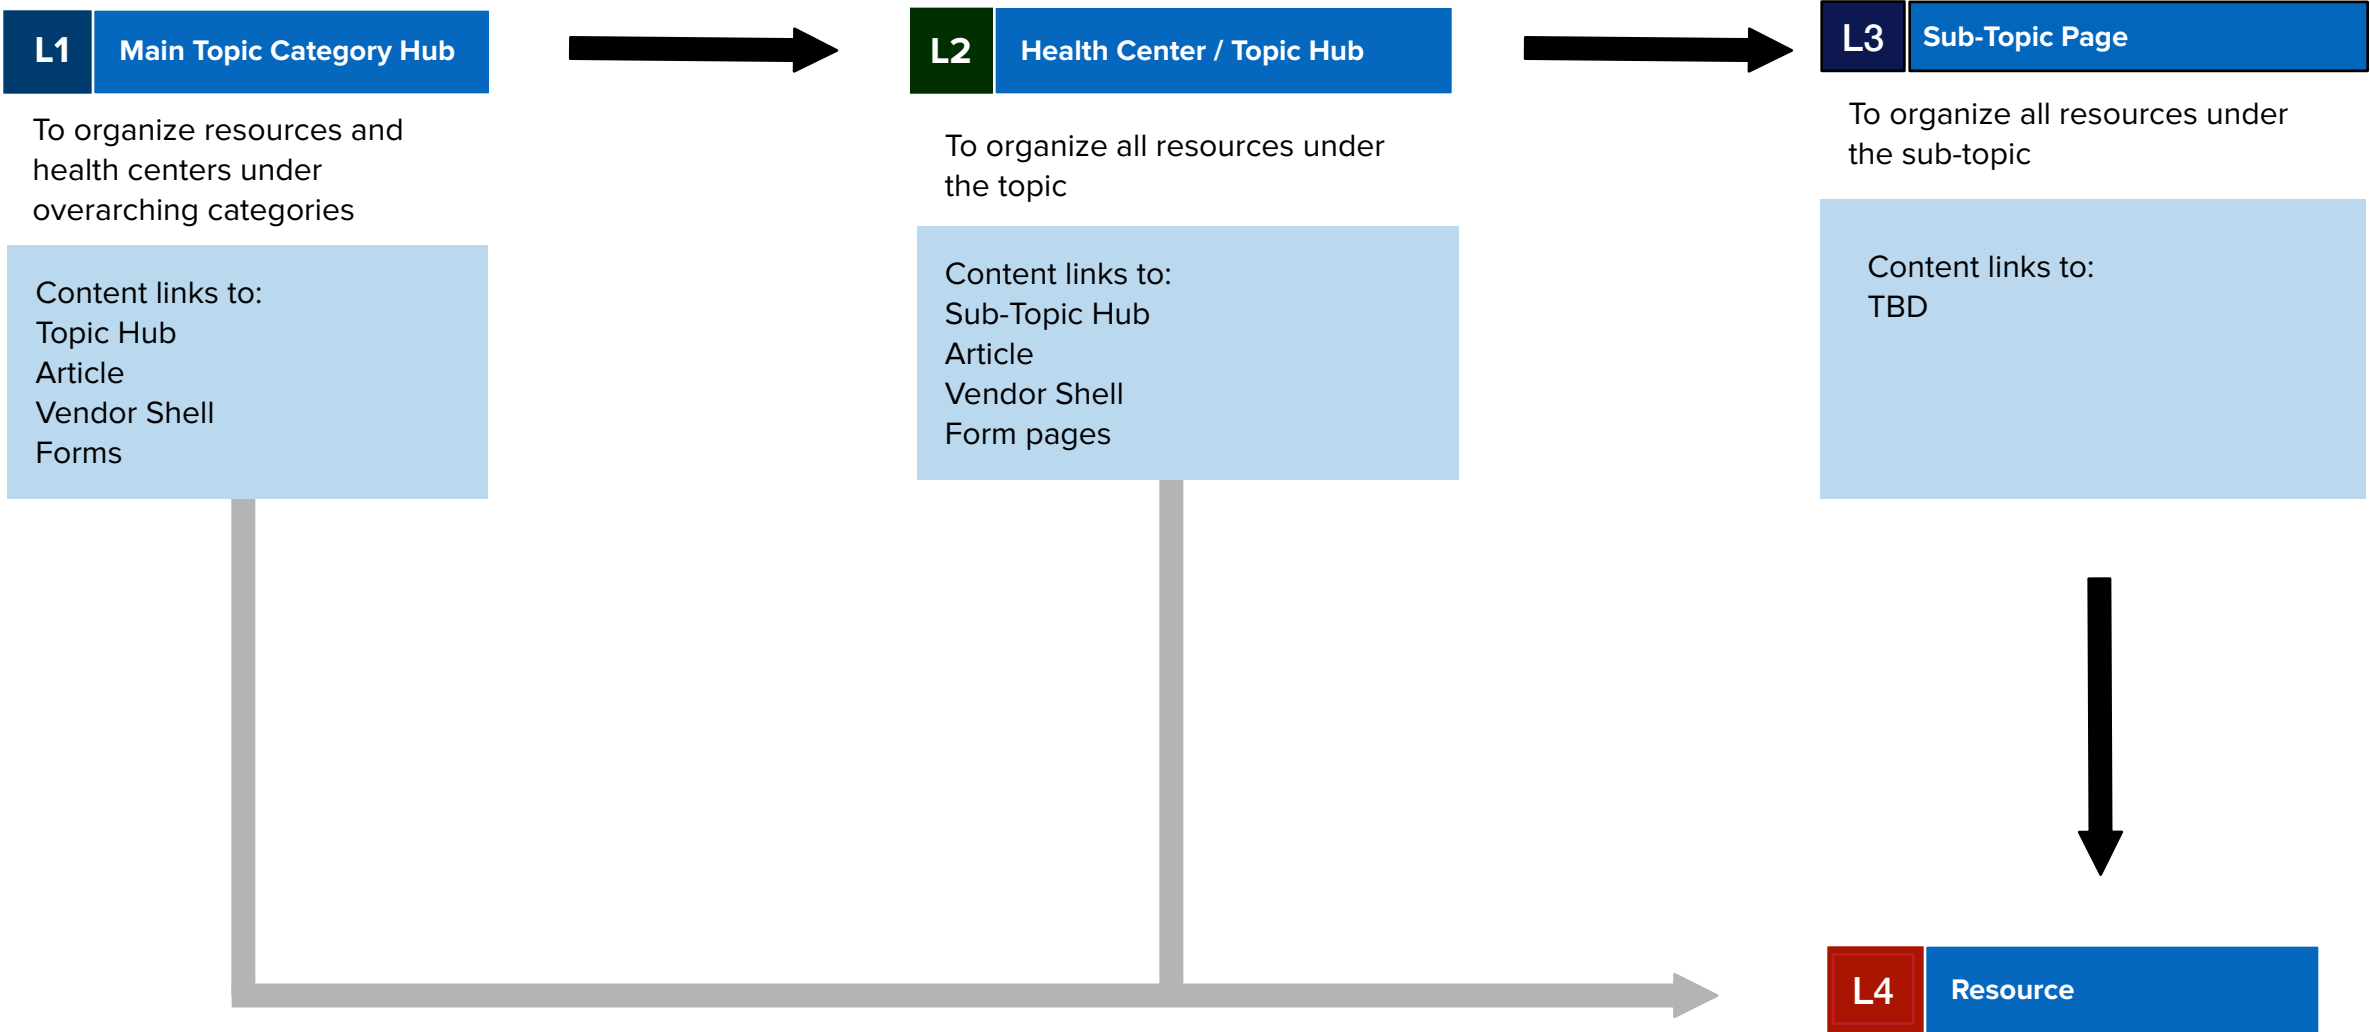 L1 Main Topic Category Hub
To organize resources and
health centers under
overarching categories
Content links to:
Topic Hub
Article
Vendor Shell
Forms
L2 Health Center / Topic Hub
To organize all resources under
the topic
Content links to:
Sub-Topic Hub
Article
Vendor Shell
Form pages
L3 Sub-Topic Page
To organize all resources under
the sub-topic
Content links to:
TBD
L4 Resource